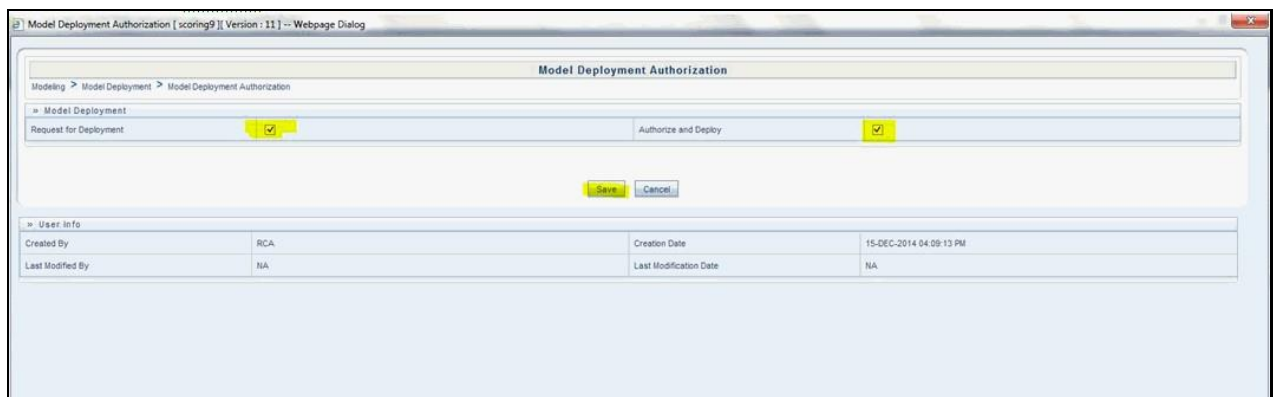 Model Deployment Authorization [ scoring9 ][ Version : 11 ] -- Webpage Dialog
Model Deployment Authorization
Modeling > Model Deployment > Model Deployment Authorization
» Model Deployment
Request for Deployment Authorize and Deploy
Save Cancel
» User Info
Created By RCA Creation Date 15-DEC-2014 04:09:13 PM
Last Modified By NA Last Modification Date NA